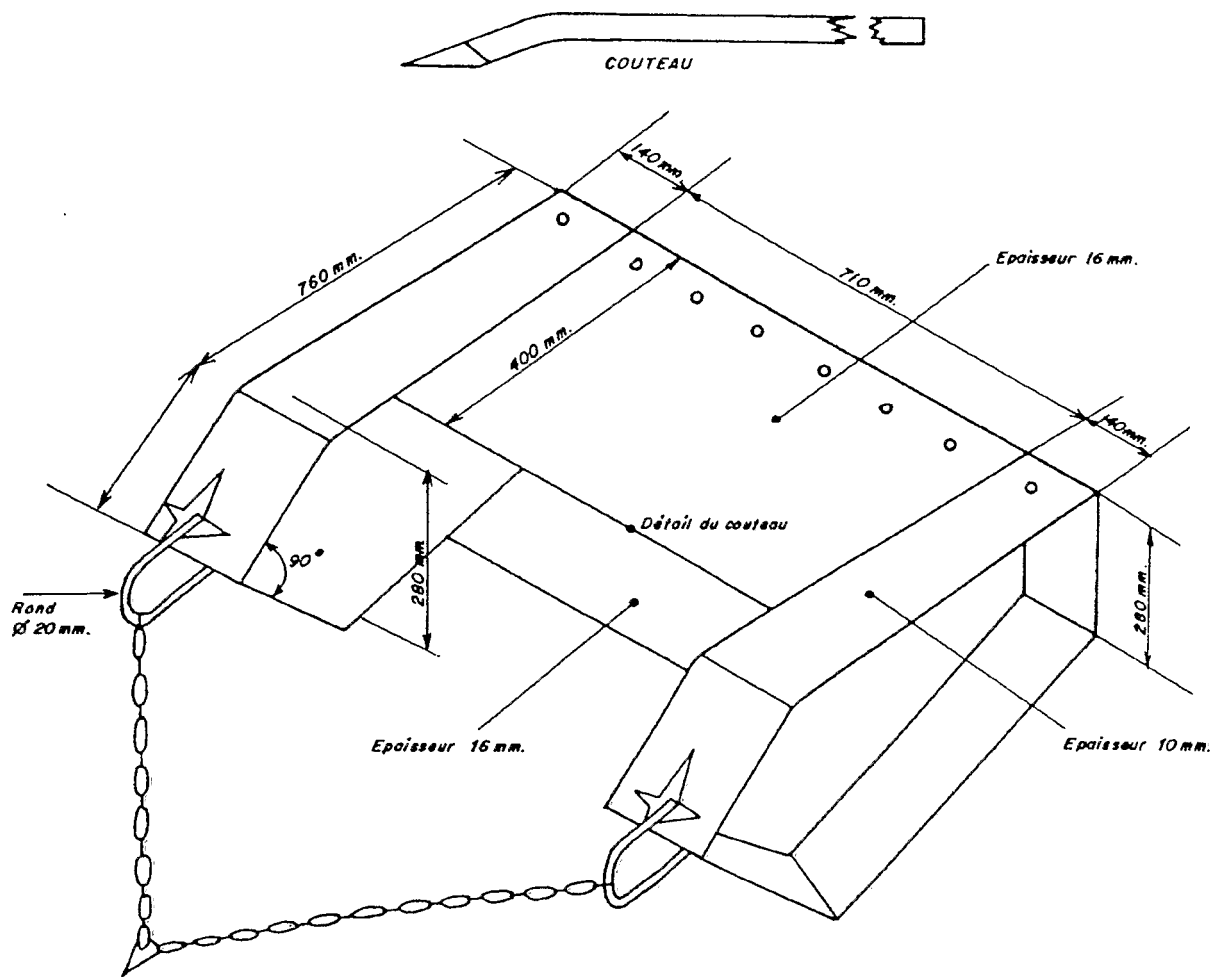 COUTEAU
140 mm.
760 mm.
710 mm.
Epaisseur 16 mm.
400 mm.
140 mm.
Détail du couteau
90°
280 mm
280 mm.
Rond
Ø 20 mm.
Epaisseur 16 mm.
Epaisseur 10 mm.